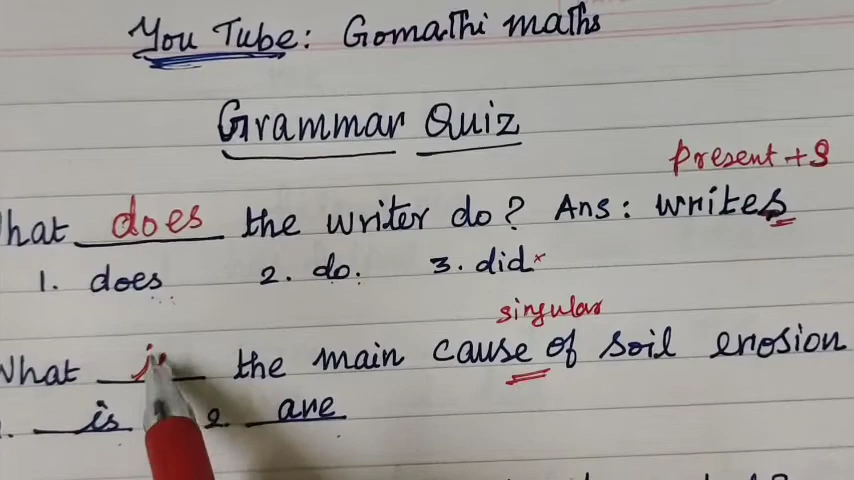 You Tube: Gomathi maths
Grammar Quiz
present + S
hat does the writer do? Ans: writes
1. does 2. do. 3. did ×
singular
What is the main cause of soil erosion
. is 2. are